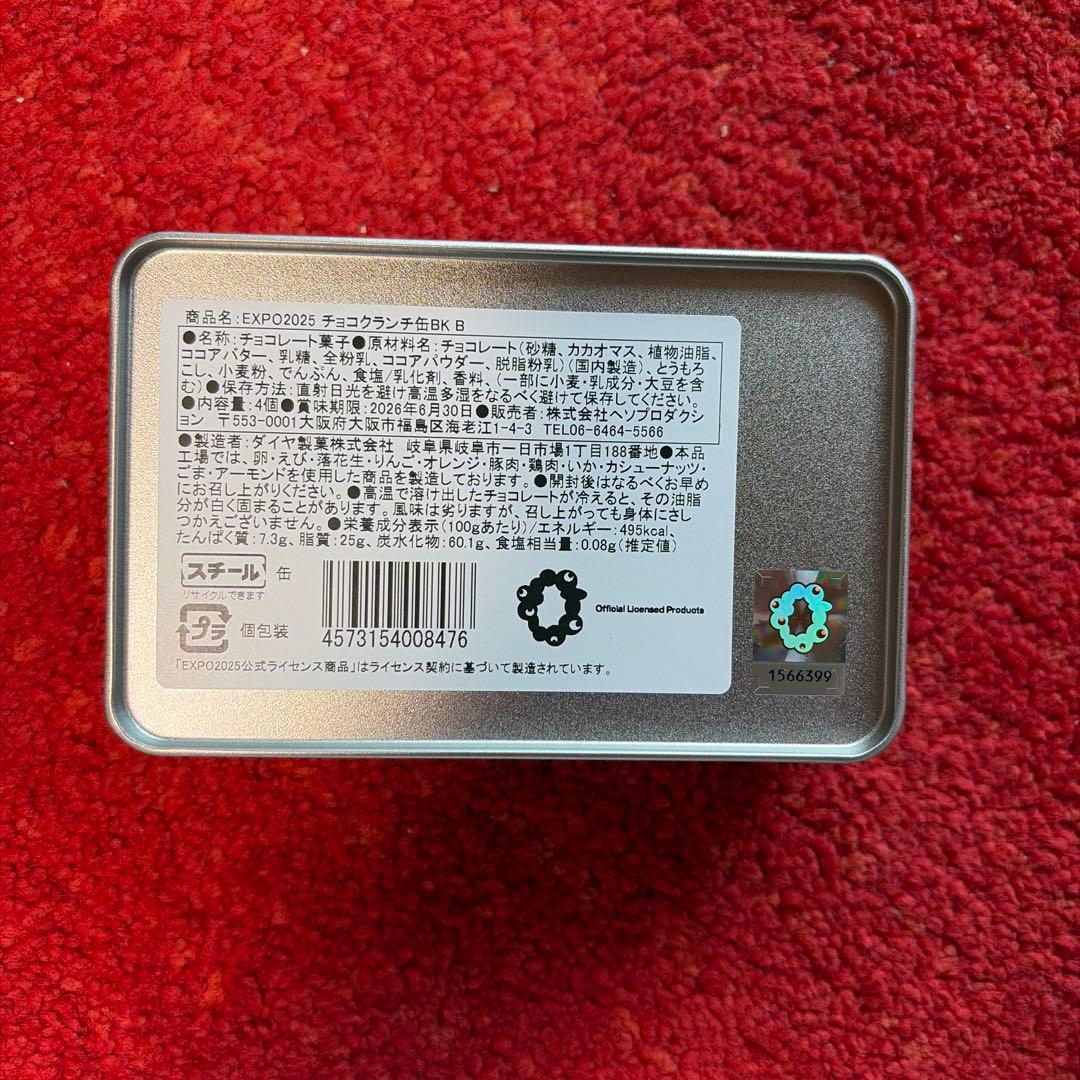 商品名:EXPO2025 チョコクランチ缶BK B
●名称:チョコレート菓子●原材料名:チョコレート(砂糖、カカオマス、植物油脂、
ココアバター、乳糖、全粉乳、ココアパウダー、脱脂粉乳)(国内製造)、とうもろ
こし、小麦粉、でんぷん、食塩/乳化剤、香料、(一部に小麦・乳成分・大豆を含
む)●保存方法:直射日光を避け高温多湿をなるべく避けて保存してください。
●内容量:4個●賞味期限:2026年6月30日●販売者:株式会社ヘソプロダクシ
ョン 〒553-0001大阪府大阪市福島区海老江1-4-3 TEL06-6464-5566
●製造者:ダイヤ製菓株式会社 岐阜県岐阜市一日市場1丁目188番地●本品
工場では、卵・えび・落花生・りんご・オレンジ・豚肉・鶏肉・いか・カシューナッツ・
ごま・アーモンドを使用した商品を製造しております。●開封後はなるべくお早め
にお召し上がりください。●高温で溶け出したチョコレートが冷えると、その油脂
分が白く固まることがあります。風味は劣りますが、召し上がっても身体にさし
つかえございません。●栄養成分表示(100gあたり)/エネルギー:495kcal、
たんぱく質:7.3g、脂質:25g、炭水化物:60.1g、食塩相当量:0.08g(推定値)
スチール 缶
リサイクルできます
プラ 個包装
4573154008476
Official Licensed Products
「EXPO2025公式ライセンス商品」はライセンス契約に基づいて製造されています。
1566399